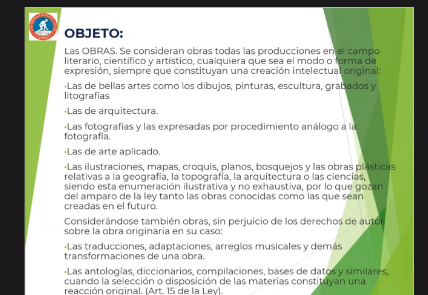 OBJETO:
Las OBRAS. Se consideran obras todas las producciones en el campo
literario, científico y artístico, cualquiera que sea el modo o forma de
expresión, siempre que constituyan una creación intelectual original:
•Las de bellas artes como los dibujos, pinturas, escultura, grabados y
litografías
•Las de arquitectura.
•Las fotografías y las expresadas por procedimiento análogo a la
fotografía.
•Las de arte aplicado.
•Las ilustraciones, mapas, croquis, planos, bosquejos y las obras plásticas
relativas a la geografía, la topografía, la arquitectura o las ciencias,
siendo esta enumeración ilustrativa y no exhaustiva, por lo que gozan
del amparo de la ley tanto las obras conocidas como las que sean
creadas en el futuro.
Considerándose también obras, sin perjuicio de los derechos de autor
sobre la obra originaria en su caso:
•Las traducciones, adaptaciones, arreglos musicales y demás
transformaciones de una obra.
•Las antologías, diccionarios, compilaciones, bases de datos y similares,
cuando la selección o disposición de las materias constituyan una
reacción original. (Art. 15 de la Ley).